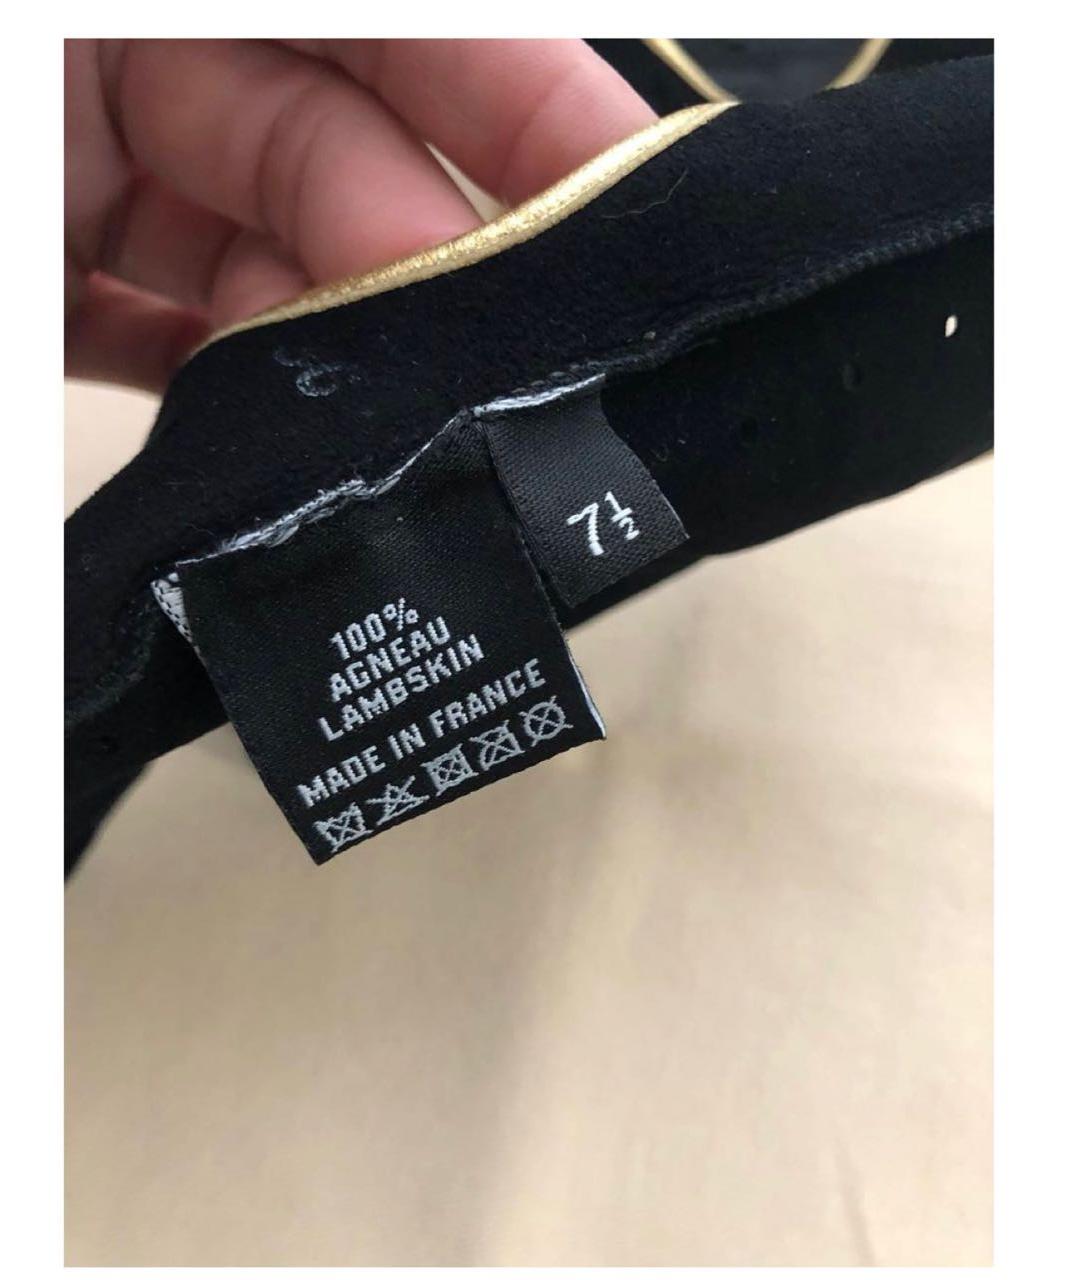 7½
100%
AGNEAU
LAMBSKIN
MADE IN FRANCE